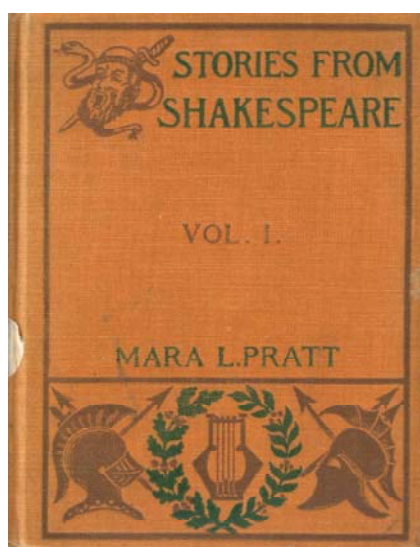 STORIES FROM
SHAKESPEARE
VOL. I.
MARA L. PRATT